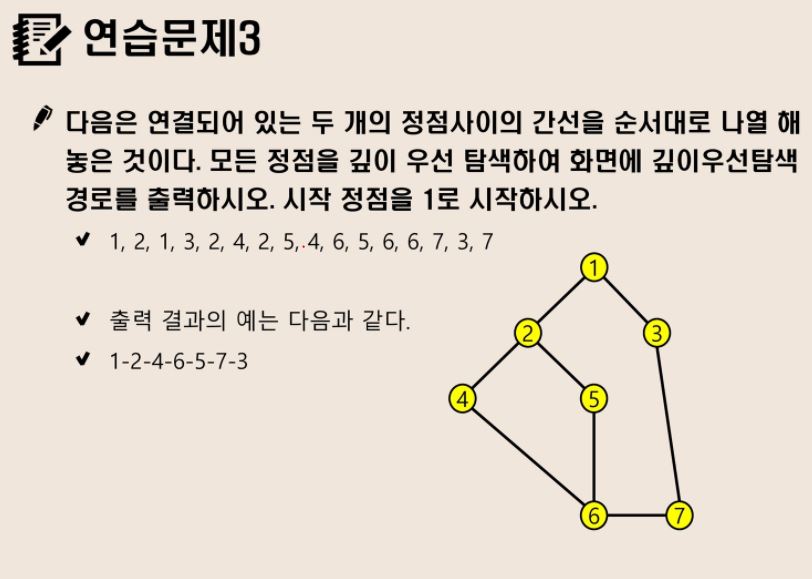 연습문제3
다음은 연결되어 있는 두 개의 정점사이의 간선을 순서대로 나열 해
놓은 것이다. 모든 정점을 깊이 우선 탐색하여 화면에 깊이우선탐색
경로를 출력하시오. 시작 정점을 1로 시작하시오.
1, 2, 1, 3, 2, 4, 2, 5, 4, 6, 5, 6, 6, 7, 3, 7
출력 결과의 예는 다음과 같다.
1-2-4-6-5-7-3
1
2
3
4
5
6
7